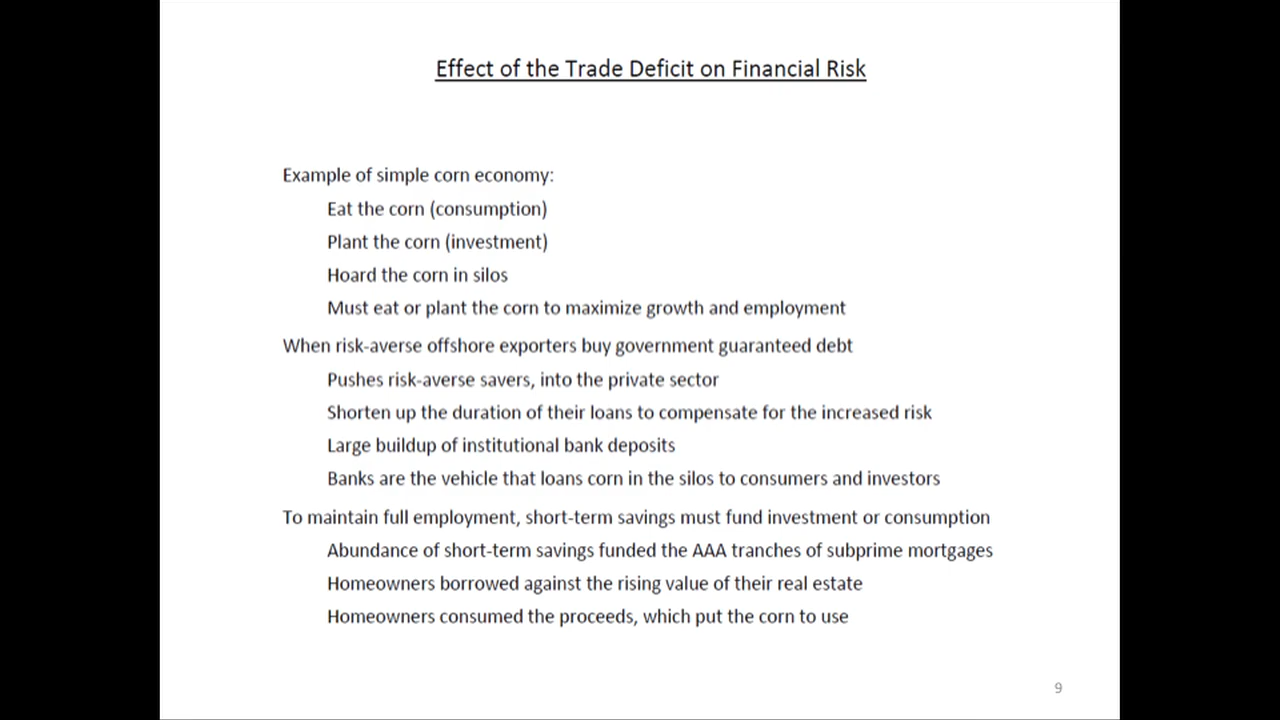 Effect of the Trade Deficit on Financial Risk
Example of simple corn economy:
Eat the corn (consumption)
Plant the corn (investment)
Hoard the corn in silos
Must eat or plant the corn to maximize growth and employment
When risk-averse offshore exporters buy government guaranteed debt
Pushes risk-averse savers, into the private sector
Shorten up the duration of their loans to compensate for the increased risk
Large buildup of institutional bank deposits
Banks are the vehicle that loans corn in the silos to consumers and investors
To maintain full employment, short-term savings must fund investment or consumption
Abundance of short-term savings funded the AAA tranches of subprime mortgages
Homeowners borrowed against the rising value of their real estate
Homeowners consumed the proceeds, which put the corn to use
9